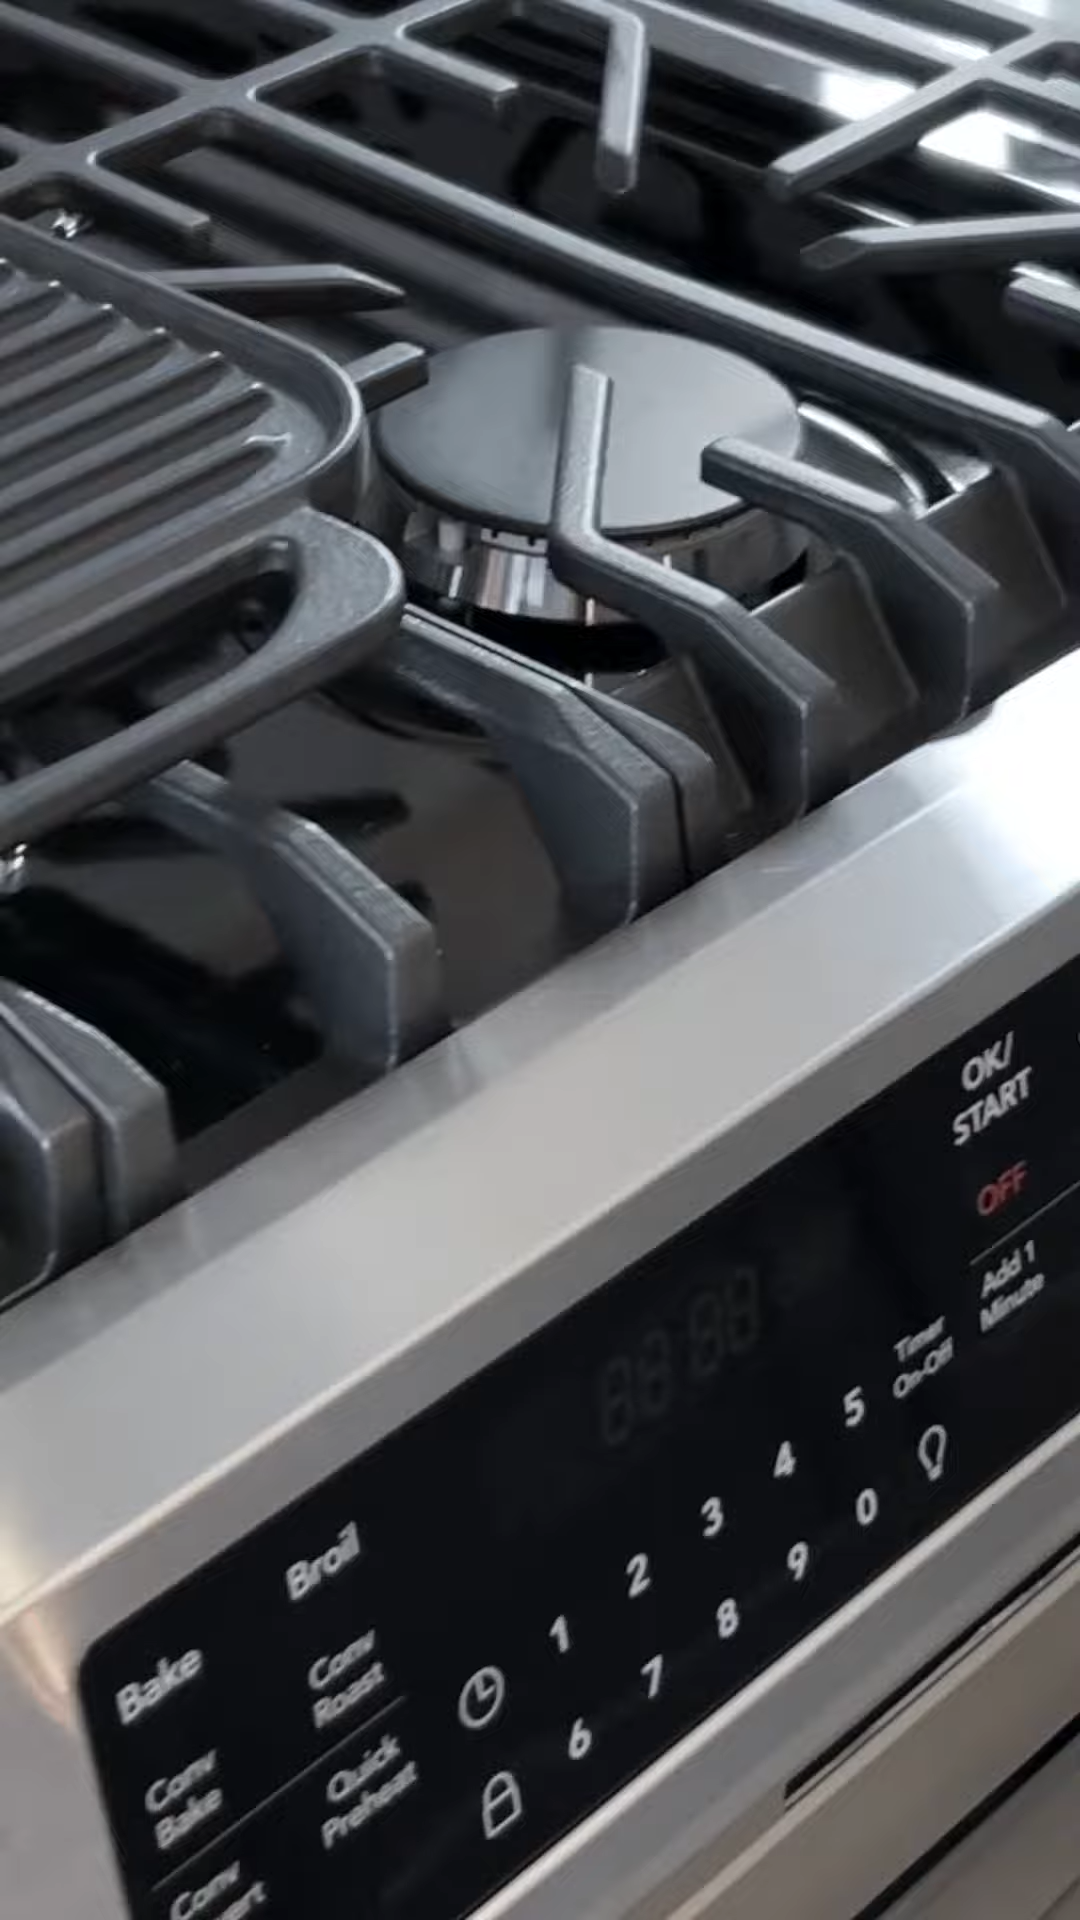 OK/
START
OFF
Add 1
Minute
Timer
On-Off
Broil
Bake
Conv
Roast
Conv
Bake
Quick
Preheat
Conv
1 2 3 4 5
6 7 8 9 0